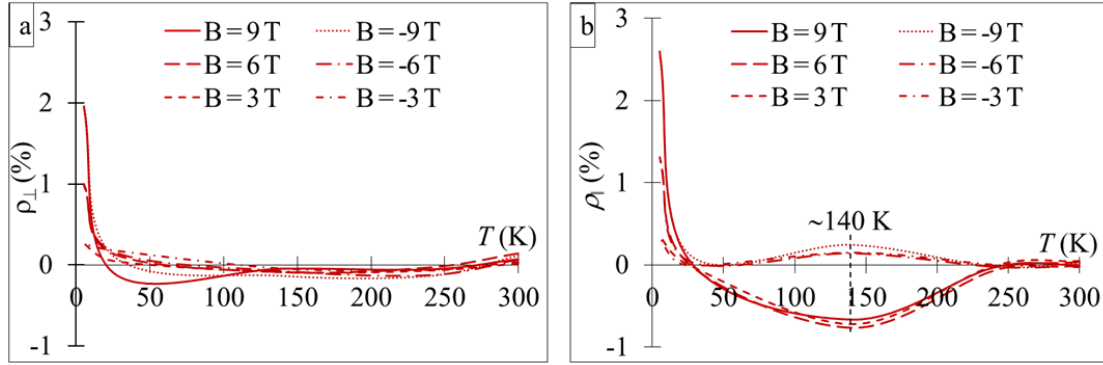 a
3
B = 9 T
B = -9 T
B = 6 T
B = -6 T
B = 3 T
B = -3 T
2
ρ⊥ (%)
1
T (K)
0
0 50 100 150 200 250 300
-1
b
3
B = 9 T
B = -9 T
B = 6 T
B = -6 T
B = 3 T
B = -3 T
2
ρ∥ (%)
1
~140 K
T (K)
0
0 50 100 150 200 250 300
-1